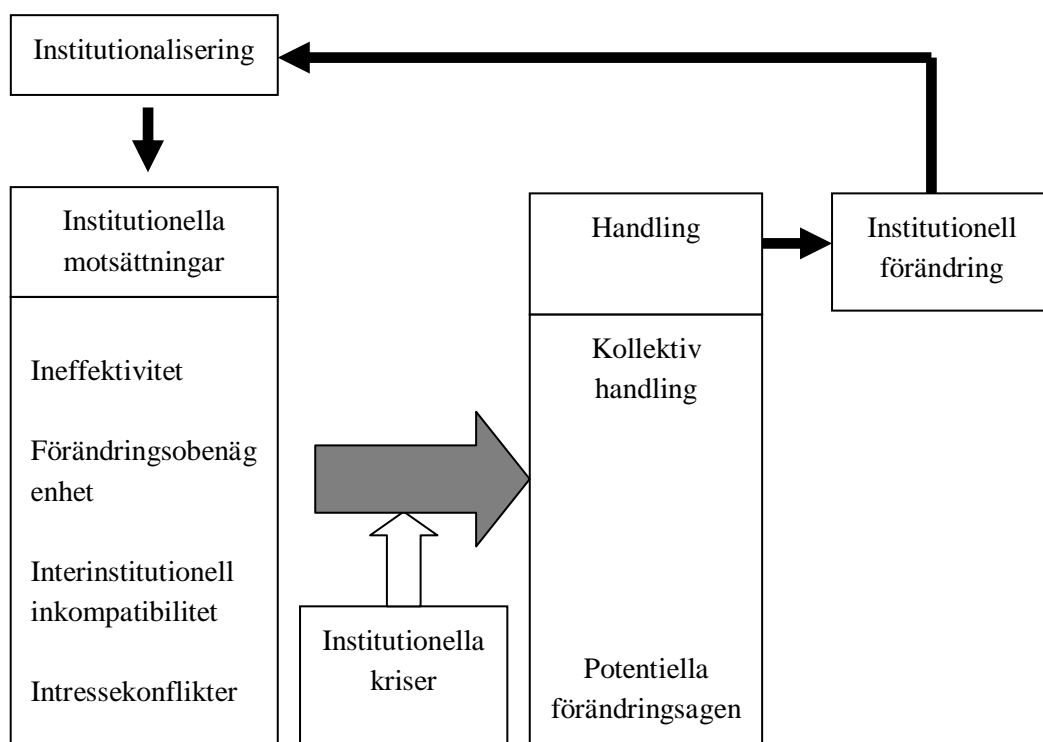 Institutionalisering
Institutionella
motsättningar
Ineffektivitet
Förändringsobenäg
enhet
Interinstitutionell
inkompatibilitet
Intressekonflikter
Institutionella
kriser
Handling
Kollektiv
handling
Potentiella
förändringsagen
Institutionell
förändring